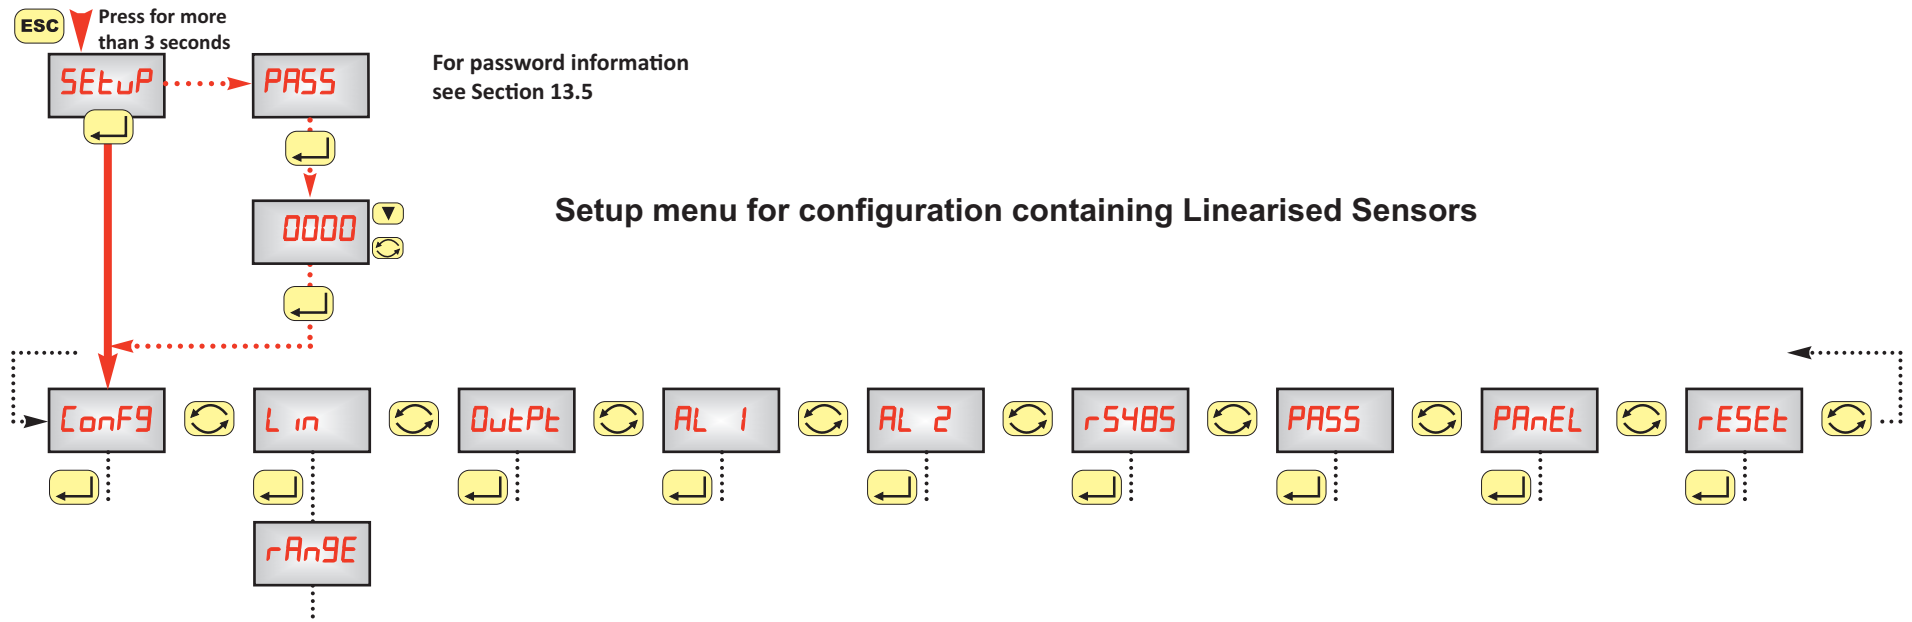 ESC
Press for more
than 3 seconds
SEtuP
PASS
For password information
see Section 13.5
0000
Setup menu for configuration containing Linearised Sensors
ConF9
L in
OutPt
AL 1
AL 2
rS485
PASS
PAnEL
rESEt
rAn9E